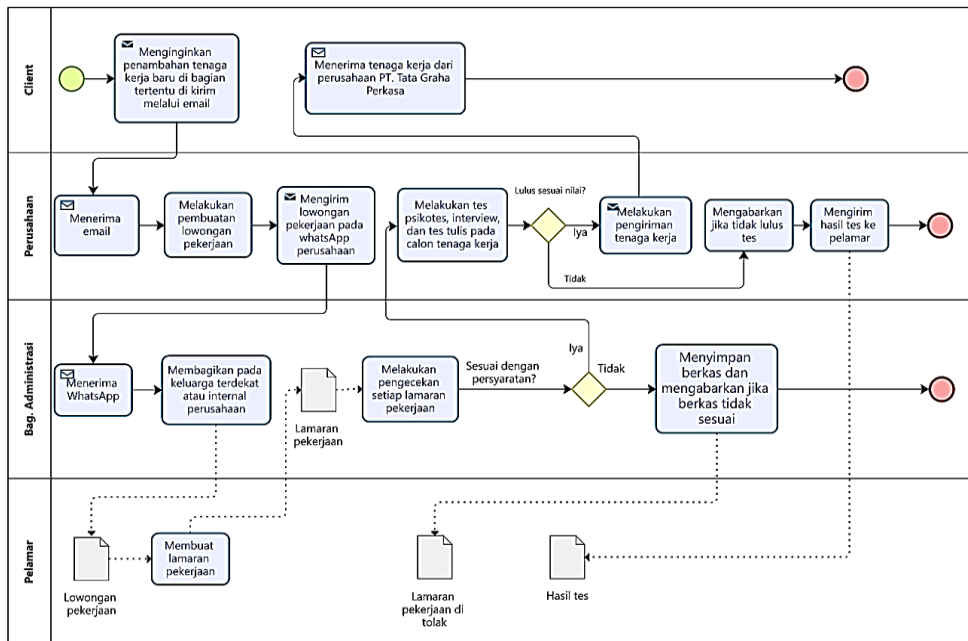 Client
Menginginkan
penambahan tenaga
kerja baru di bagian
tertentu di kirim
melalui email
Menerima tenaga kerja dari
perusahaan PT. Tata Graha
Perkasa
Perusahaan
Menerima
email
Melakukan
pembuatan
lowongan
pekerjaan
Mengirim
lowongan
pekerjaan pada
whatsApp
perusahaan
Melakukan tes
psikotes, interview,
dan tes tulis pada
calon tenaga kerja
Lulus sesuai nilai?
Iya
Tidak
Melakukan
pengiriman
tenaga kerja
Mengabarkan
jika tidak lulus
tes
Mengirim
hasil tes ke
pelamar
Bag. Administrasi
Menerima
WhatsApp
Membagikan pada
keluarga terdekat
atau internal
perusahaan
Lamaran
pekerjaan
Melakukan
pengecekan
setiap lamaran
pekerjaan
Sesuai dengan
persyaratan?
Iya
Tidak
Menyimpan
berkas dan
mengabarkan jika
berkas tidak
sesuai
Pelamar
Lowongan
pekerjaan
Membuat
lamaran
pekerjaan
Lamaran
pekerjaan di
tolak
Hasil tes